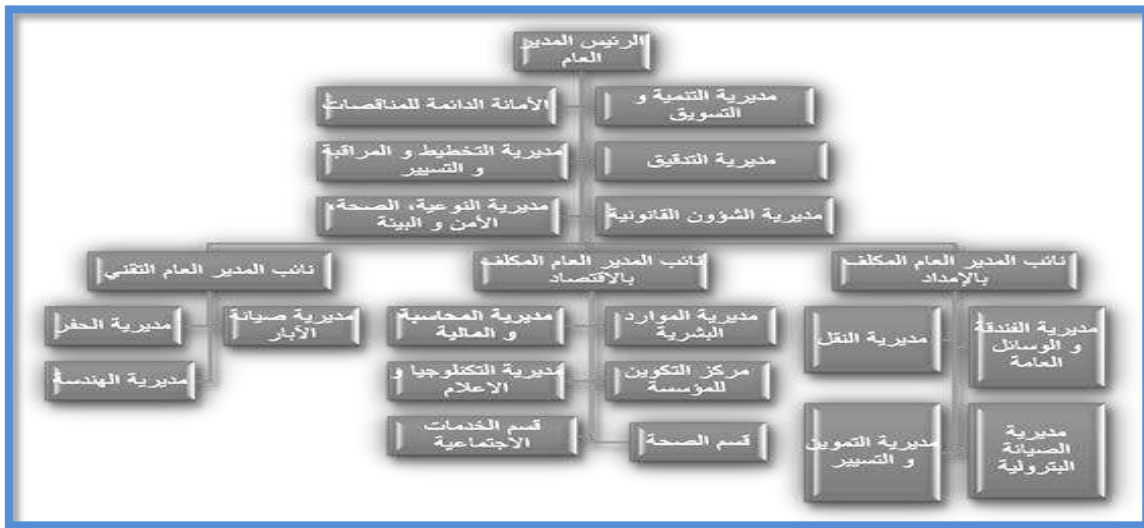 الرئيس المدير
العام
مديرية التنمية و
التسويق
الأمانة الدائمة للمناقصات
مديرية التدقيق
مديرية التخطيط و المراقبة
و التسيير
مديرية الشؤون القانونية
مديرية النوعية، الصحة،
الأمن و البيئة
نائب المدير العام المكلف
بالإمداد
نائب المدير العام المكلف
بالاقتصاد
نائب المدير العام التقني
مديرية الفندقة
و الوسائل
العامة
مديرية النقل
مديرية
الصيانة
البترولية
مديرية التموين
و التسيير
مديرية الموارد
البشرية
مديرية المحاسبة
و المالية
مركز التكوين
للمؤسسة
مديرية التكنلوجيا و
الاعلام
قسم الصحة
قسم الخدمات
الاجتماعية
مديرية صيانة
الآبار
مديرية الحفر
مديرية الهندسة